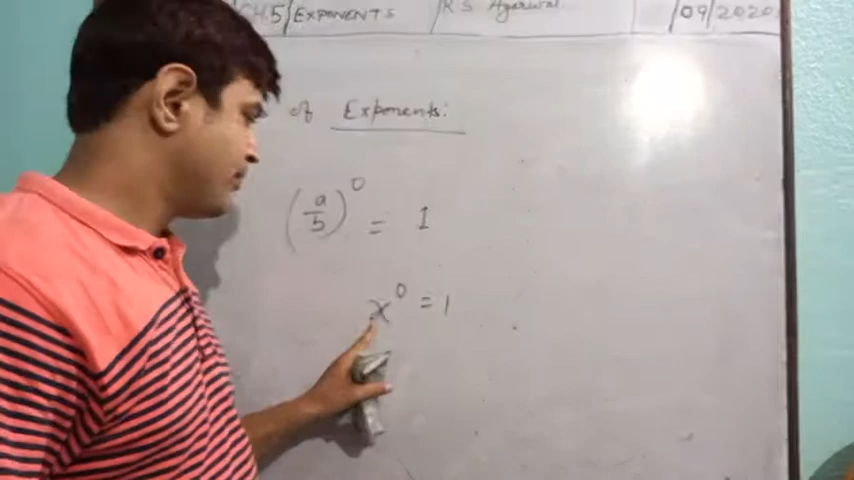 CH.5/EXPONENTS R S Agarwal /09/2020
of Exponents:
(a/5)⁰ = 1
x⁰ = 1